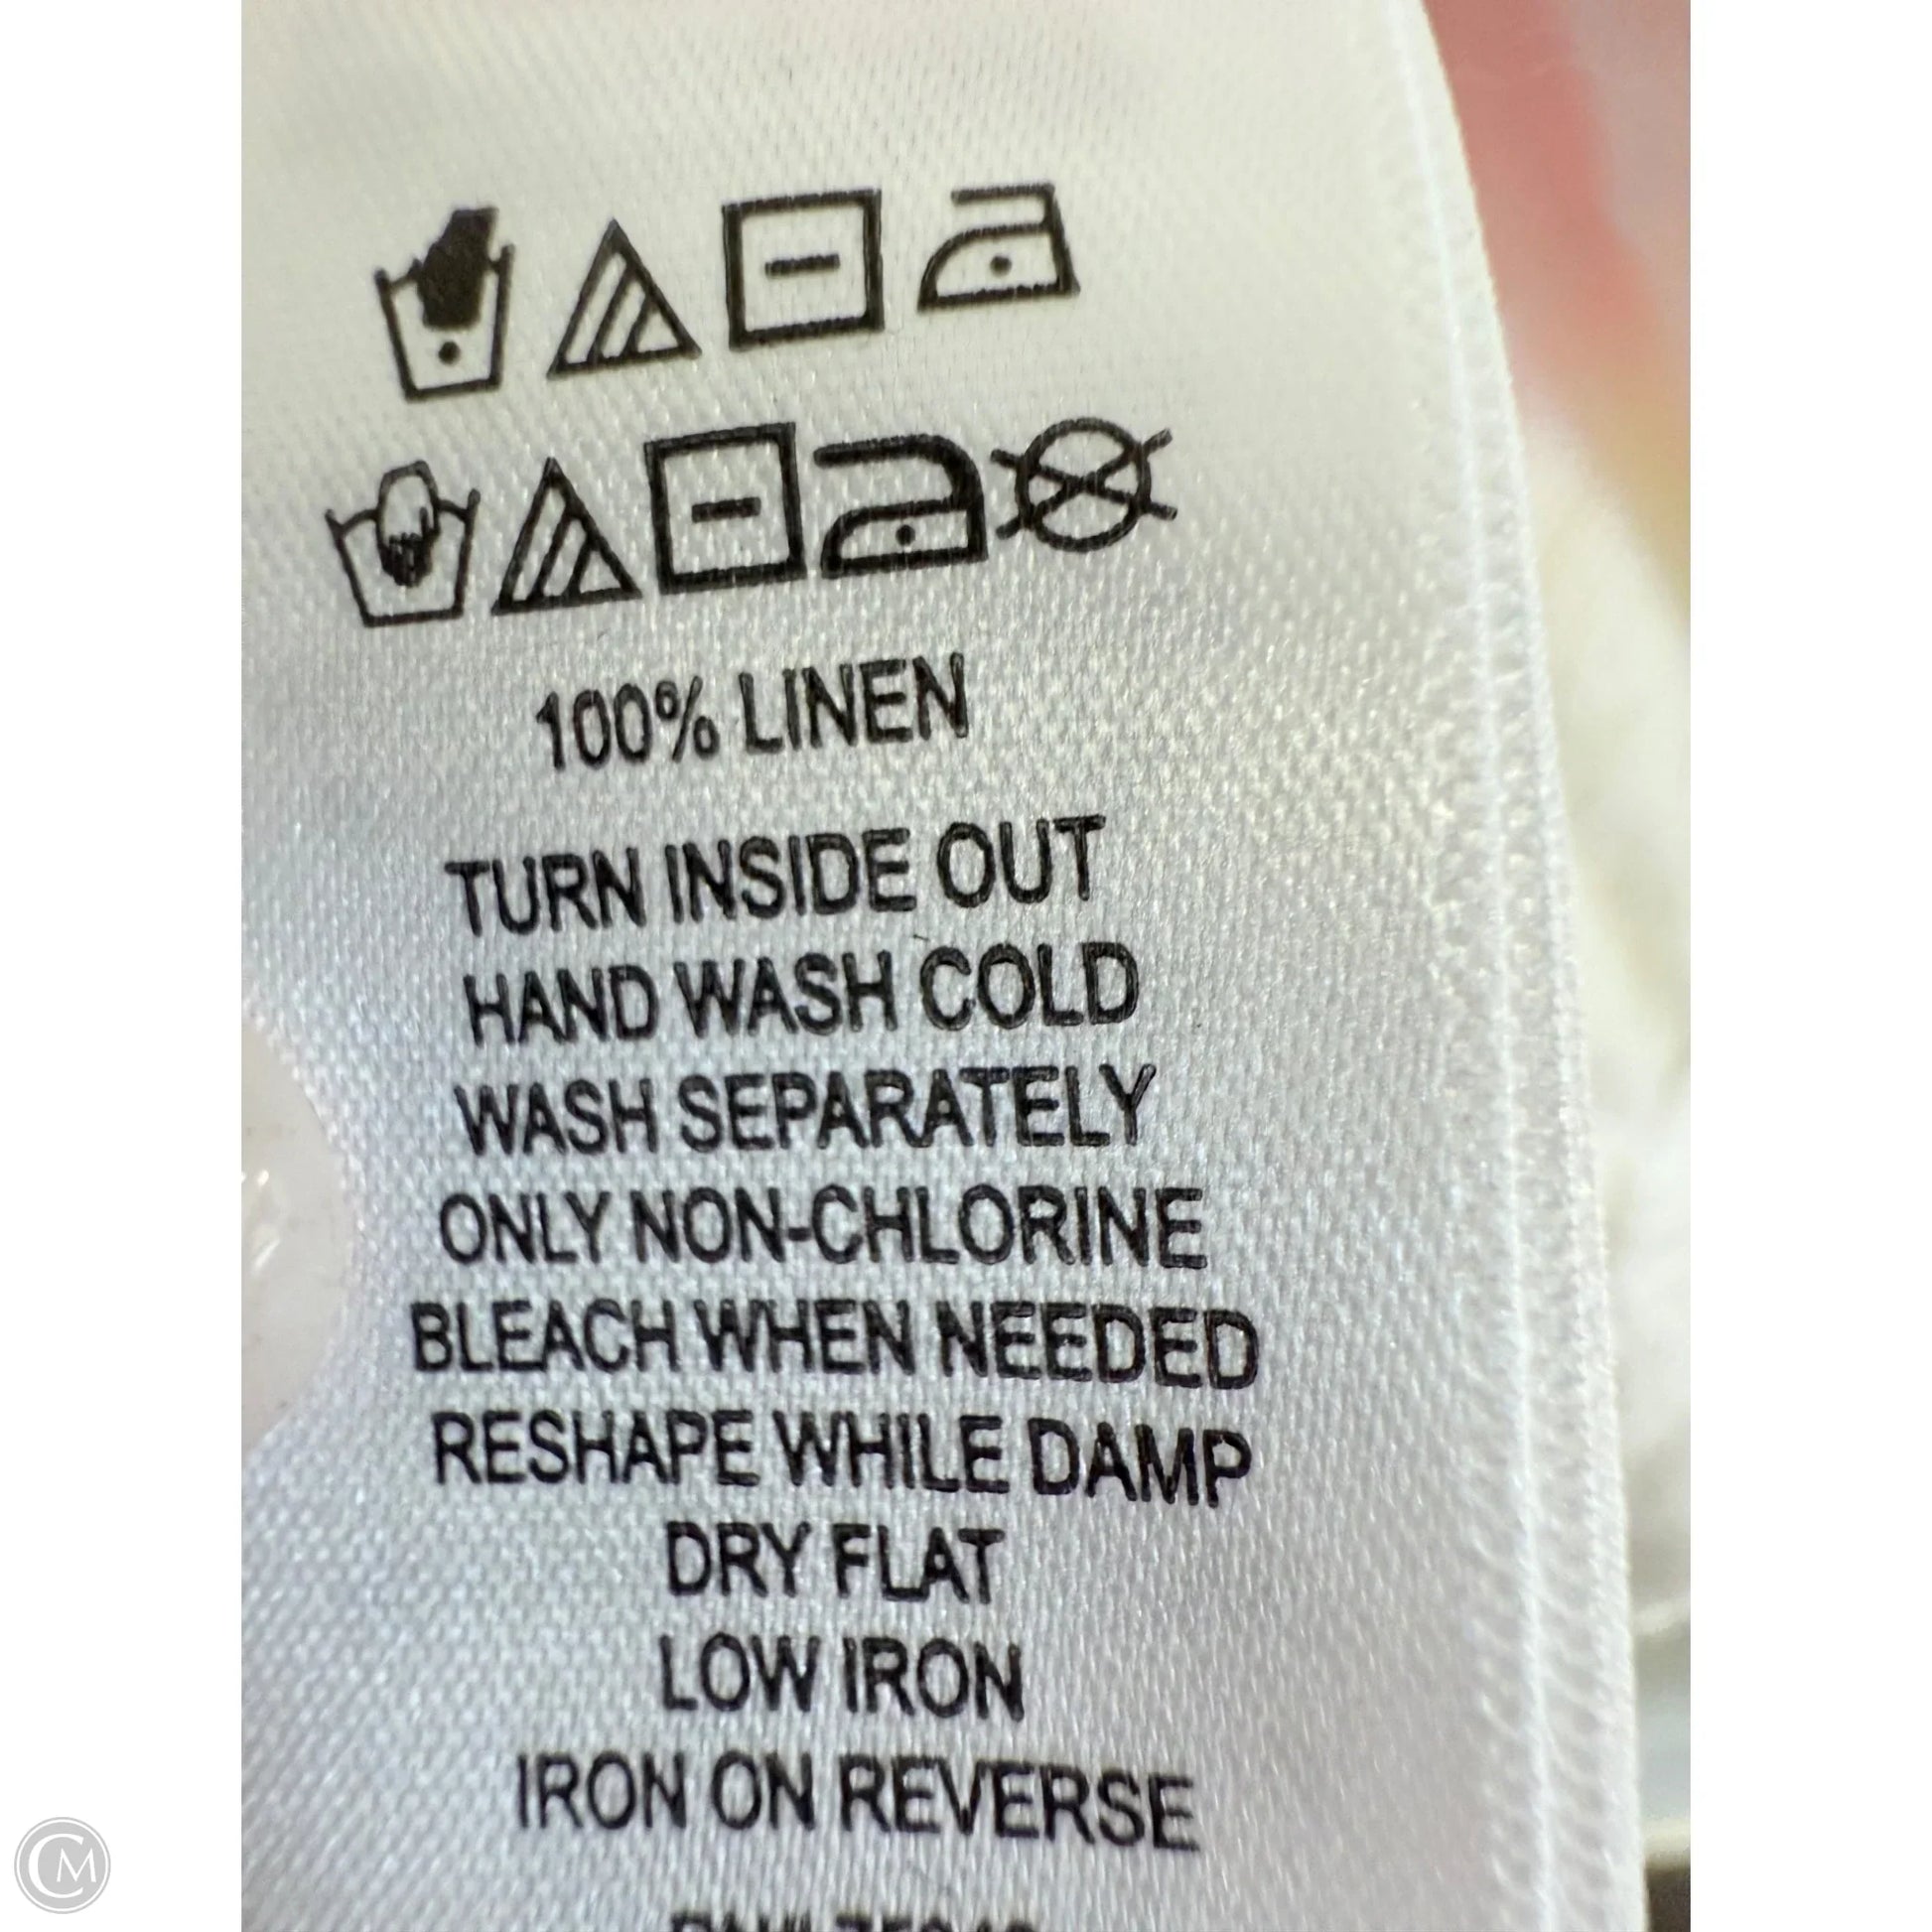 100% LINEN
TURN INSIDE OUT
HAND WASH COLD
WASH SEPARATELY
ONLY NON-CHLORINE
BLEACH WHEN NEEDED
RESHAPE WHILE DAMP
DRY FLAT
LOW IRON
IRON ON REVERSE
CM